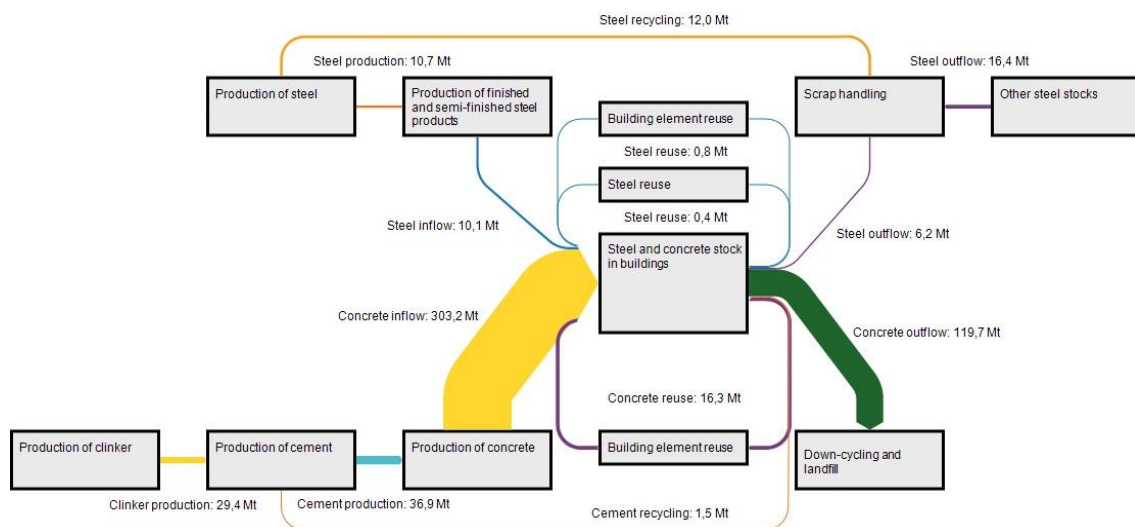 Steel recycling: 12,0 Mt
Steel production: 10,7 Mt
Steel outflow: 16,4 Mt
Production of steel
Production of finished
and semi-finished steel
products
Scrap handling
Other steel stocks
Building element reuse
Steel reuse: 0,8 Mt
Steel reuse
Steel reuse: 0,4 Mt
Steel inflow: 10,1 Mt
Steel outflow: 6,2 Mt
Steel and concrete stock
in buildings
Concrete inflow: 303,2 Mt
Concrete outflow: 119,7 Mt
Concrete reuse: 16,3 Mt
Production of clinker
Production of cement
Production of concrete
Building element reuse
Down-cycling and
landfill
Clinker production: 29,4 Mt
Cement production: 36,9 Mt
Cement recycling: 1,5 Mt